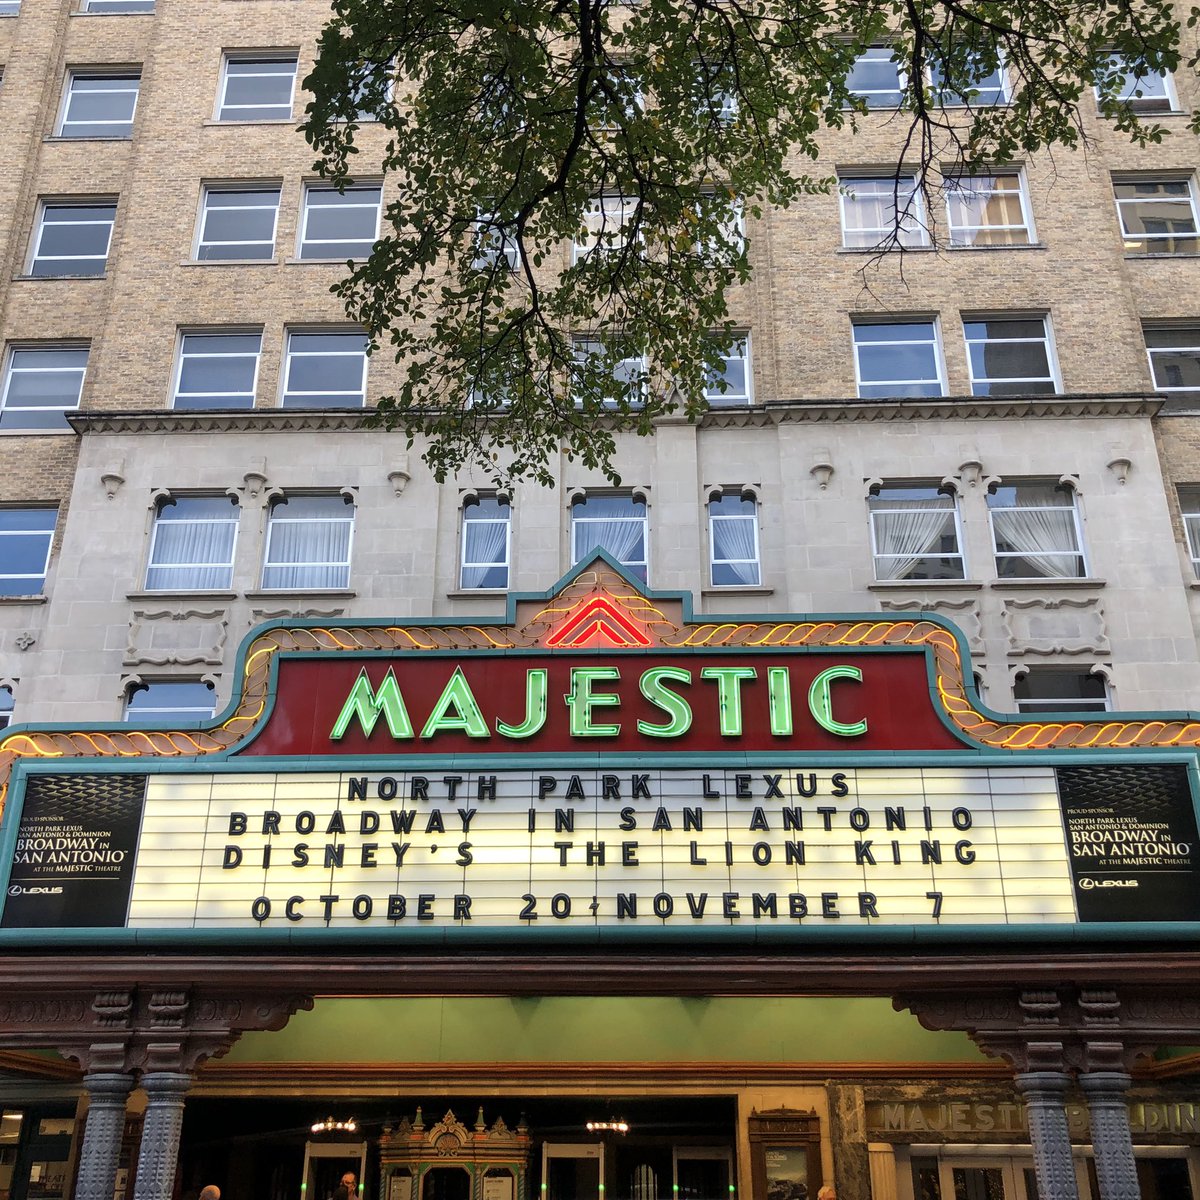 MAJESTIC
NORTH PARK LEXUS
BROADWAY IN SAN ANTONIO
DISNEY'S THE LION KING
OCTOBER 20-NOVEMBER 7
PROUD SPONSOR
NORTH PARK LEXUS
SAN ANTONIO & DOMINION
BROADWAY IN
SAN ANTONIO
AT THE MAJESTIC THEATRE
LEXUS
PROUD SPONSOR
NORTH PARK LEXUS
SAN ANTONIO & DOMINION
BROADWAY IN
SAN ANTONIO
AT THE MAJESTIC THEATRE
LEXUS
MAJESTIC BUILDING